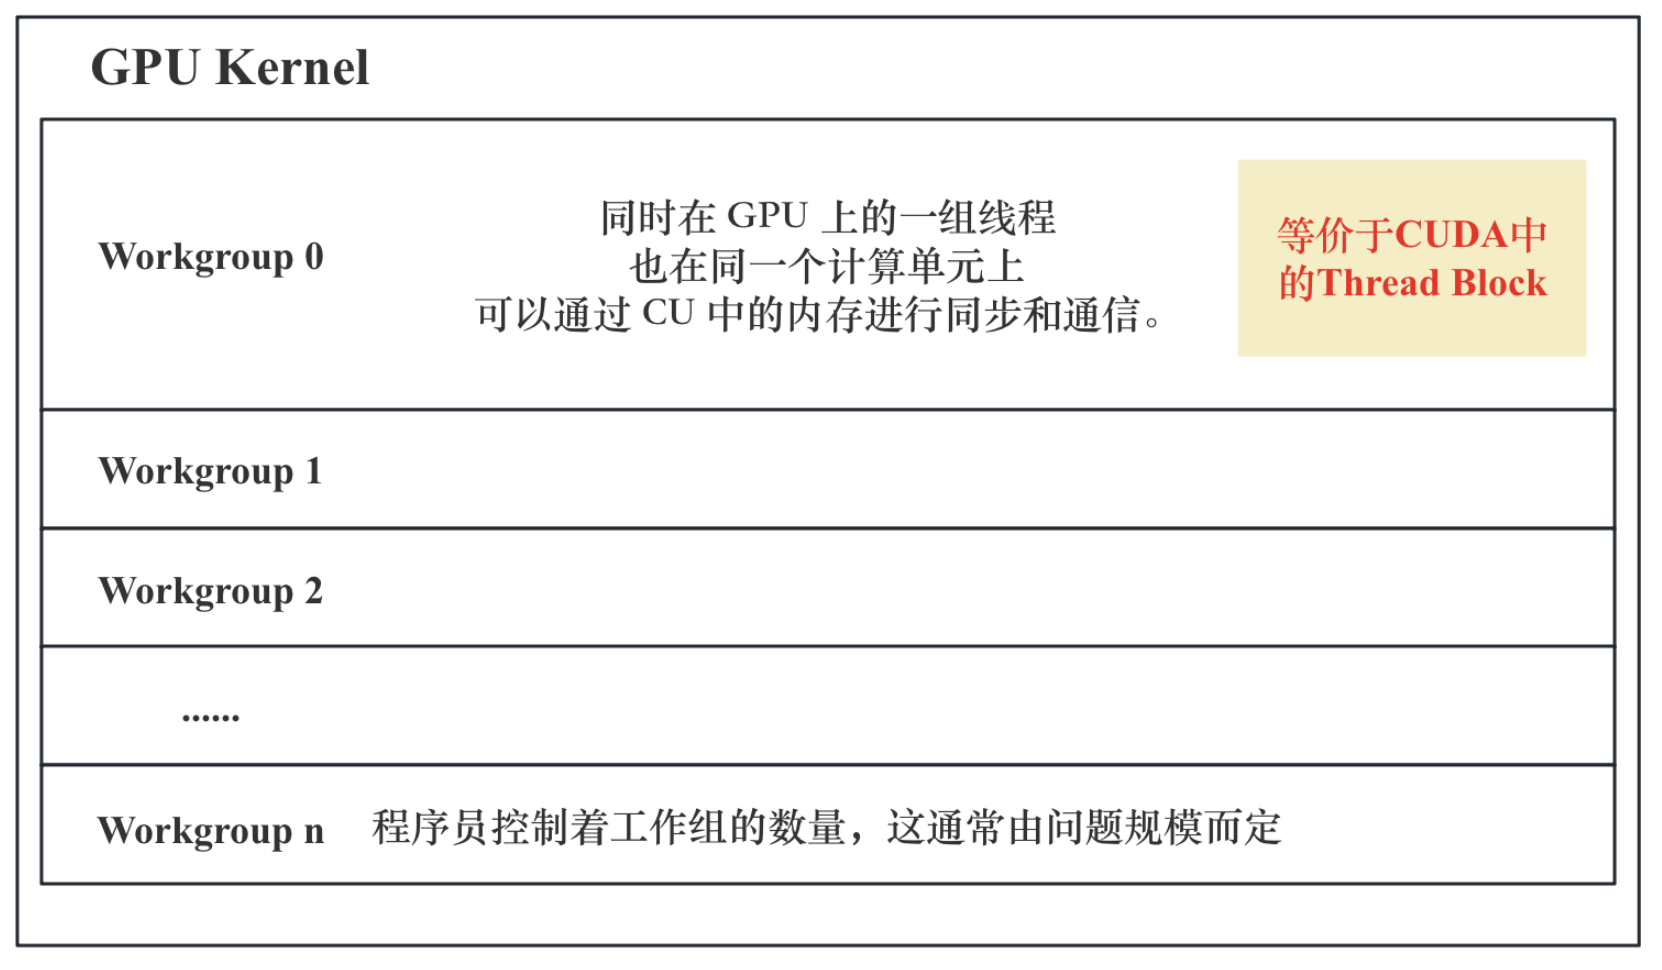 GPU Kernel
Workgroup 0
同时在 GPU 上的一组线程
也在同一个计算单元上
可以通过 CU 中的内存进行同步和通信。
等价于CUDA中
的Thread Block
Workgroup 1
Workgroup 2
......
Workgroup n
程序员控制着工作组的数量，这通常由问题规模而定